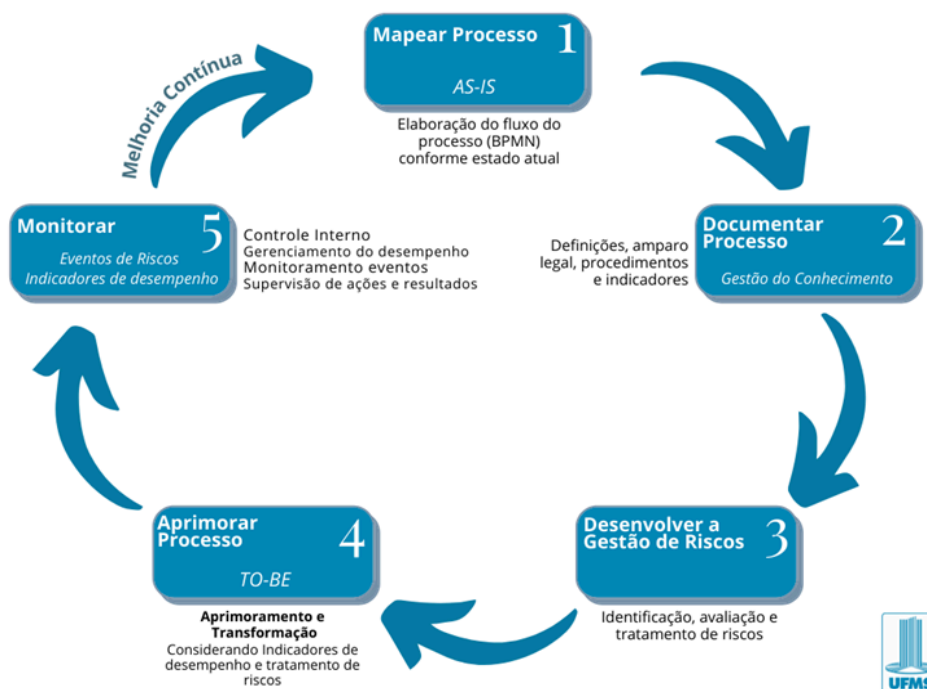 Melhoria Contínua
Mapear Processo
1
AS-IS
Elaboração do fluxo do
processo (BPMN)
conforme estado atual
Documentar
Processo
2
Gestão do Conhecimento
Definições, amparo
legal, procedimentos
e indicadores
Desenvolver a
Gestão de Riscos
3
Identificação, avaliação e
tratamento de riscos
Aprimorar
Processo
4
TO-BE
Aprimoramento e
Transformação
Considerando Indicadores de
desempenho e tratamento de
riscos
Monitorar
5
Eventos de Riscos
Indicadores de desempenho
Controle Interno
Gerenciamento do desempenho
Monitoramento eventos
Supervisão de ações e resultados
UFMS